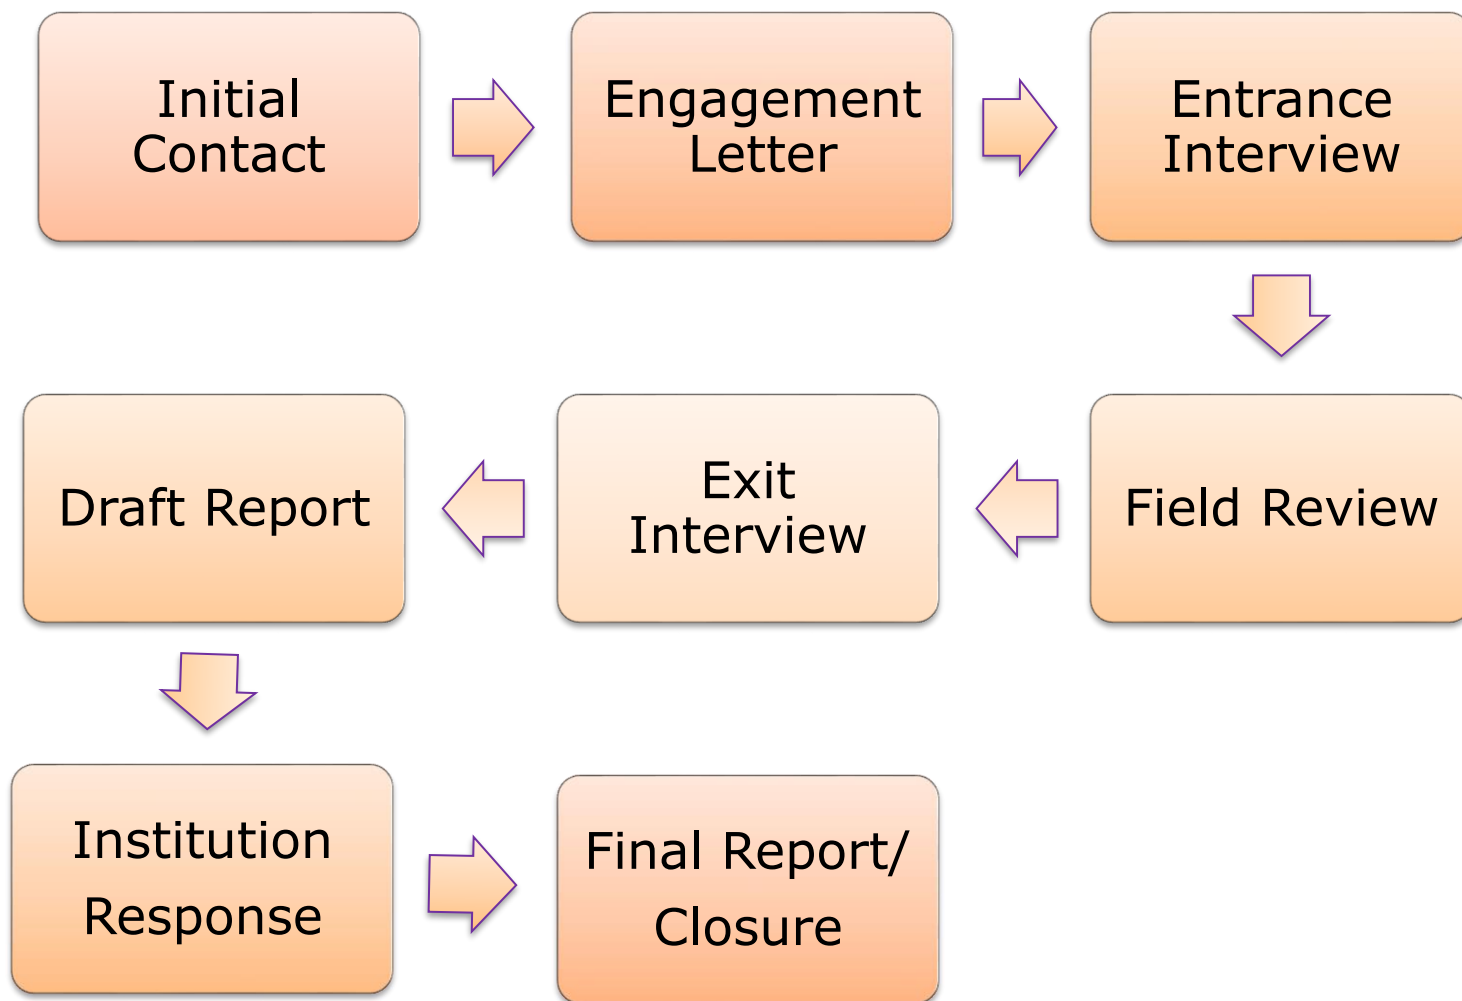 Initial
Contact
Engagement
Letter
Entrance
Interview
Field Review
Exit
Interview
Draft Report
Institution
Response
Final Report/
Closure